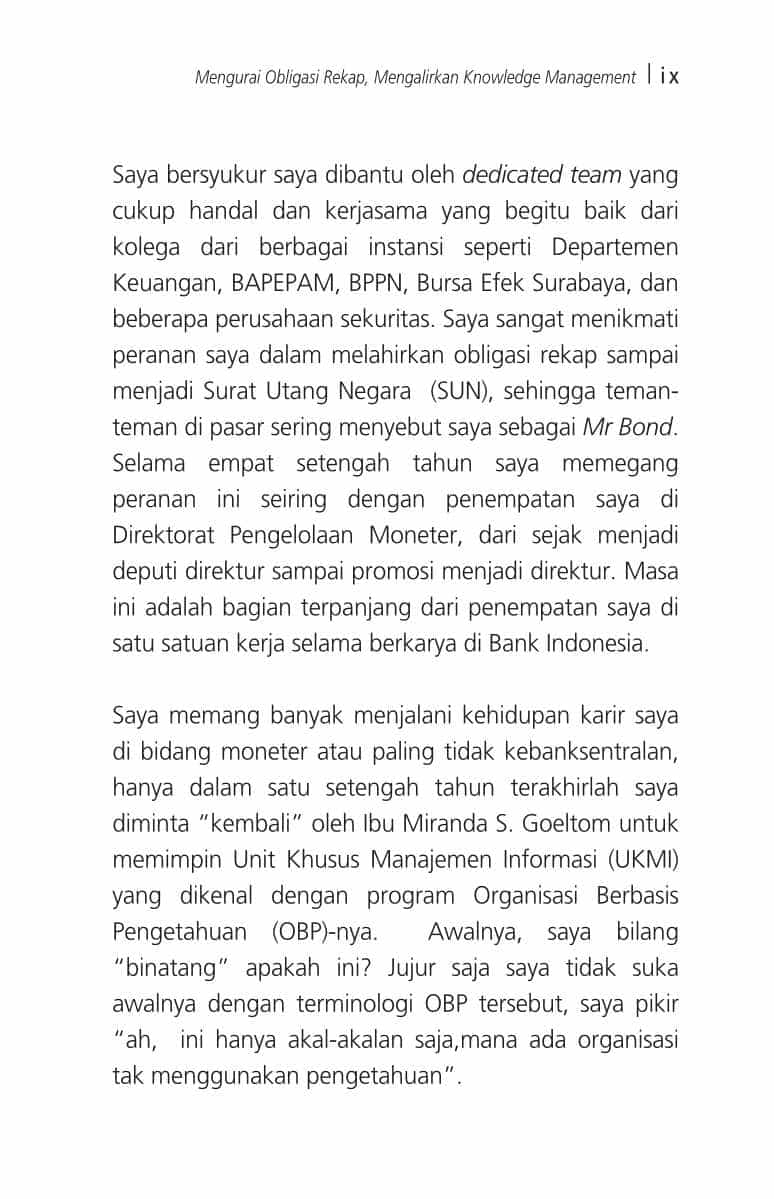 Mengurai Obligasi Rekap, Mengalirkan Knowledge Management | ix
Saya bersyukur saya dibantu oleh dedicated team yang
cukup handal dan kerjasama yang begitu baik dari
kolega dari berbagai instansi seperti Departemen
Keuangan, BAPEPAM, BPPN, Bursa Efek Surabaya, dan
beberapa perusahaan sekuritas. Saya sangat menikmati
peranan saya dalam melahirkan obligasi rekap sampai
menjadi Surat Utang Negara  (SUN), sehingga teman-
teman di pasar sering menyebut saya sebagai Mr Bond.
Selama empat setengah tahun saya memegang
peranan ini seiring dengan penempatan saya di
Direktorat Pengelolaan Moneter, dari sejak menjadi
deputi direktur sampai promosi menjadi direktur. Masa
ini adalah bagian terpanjang dari penempatan saya di
satu satuan kerja selama berkarya di Bank Indonesia.
Saya memang banyak menjalani kehidupan karir saya
di bidang moneter atau paling tidak kebanksentralan,
hanya dalam satu setengah tahun terakhirlah saya
diminta “kembali” oleh Ibu Miranda S. Goeltom untuk
memimpin Unit Khusus Manajemen Informasi (UKMI)
yang dikenal dengan program Organisasi Berbasis
Pengetahuan (OBP)-nya.  Awalnya, saya bilang
“binatang” apakah ini? Jujur saja saya tidak suka
awalnya dengan terminologi OBP tersebut, saya pikir
“ah,  ini hanya akal-akalan saja,mana ada organisasi
tak menggunakan pengetahuan”.